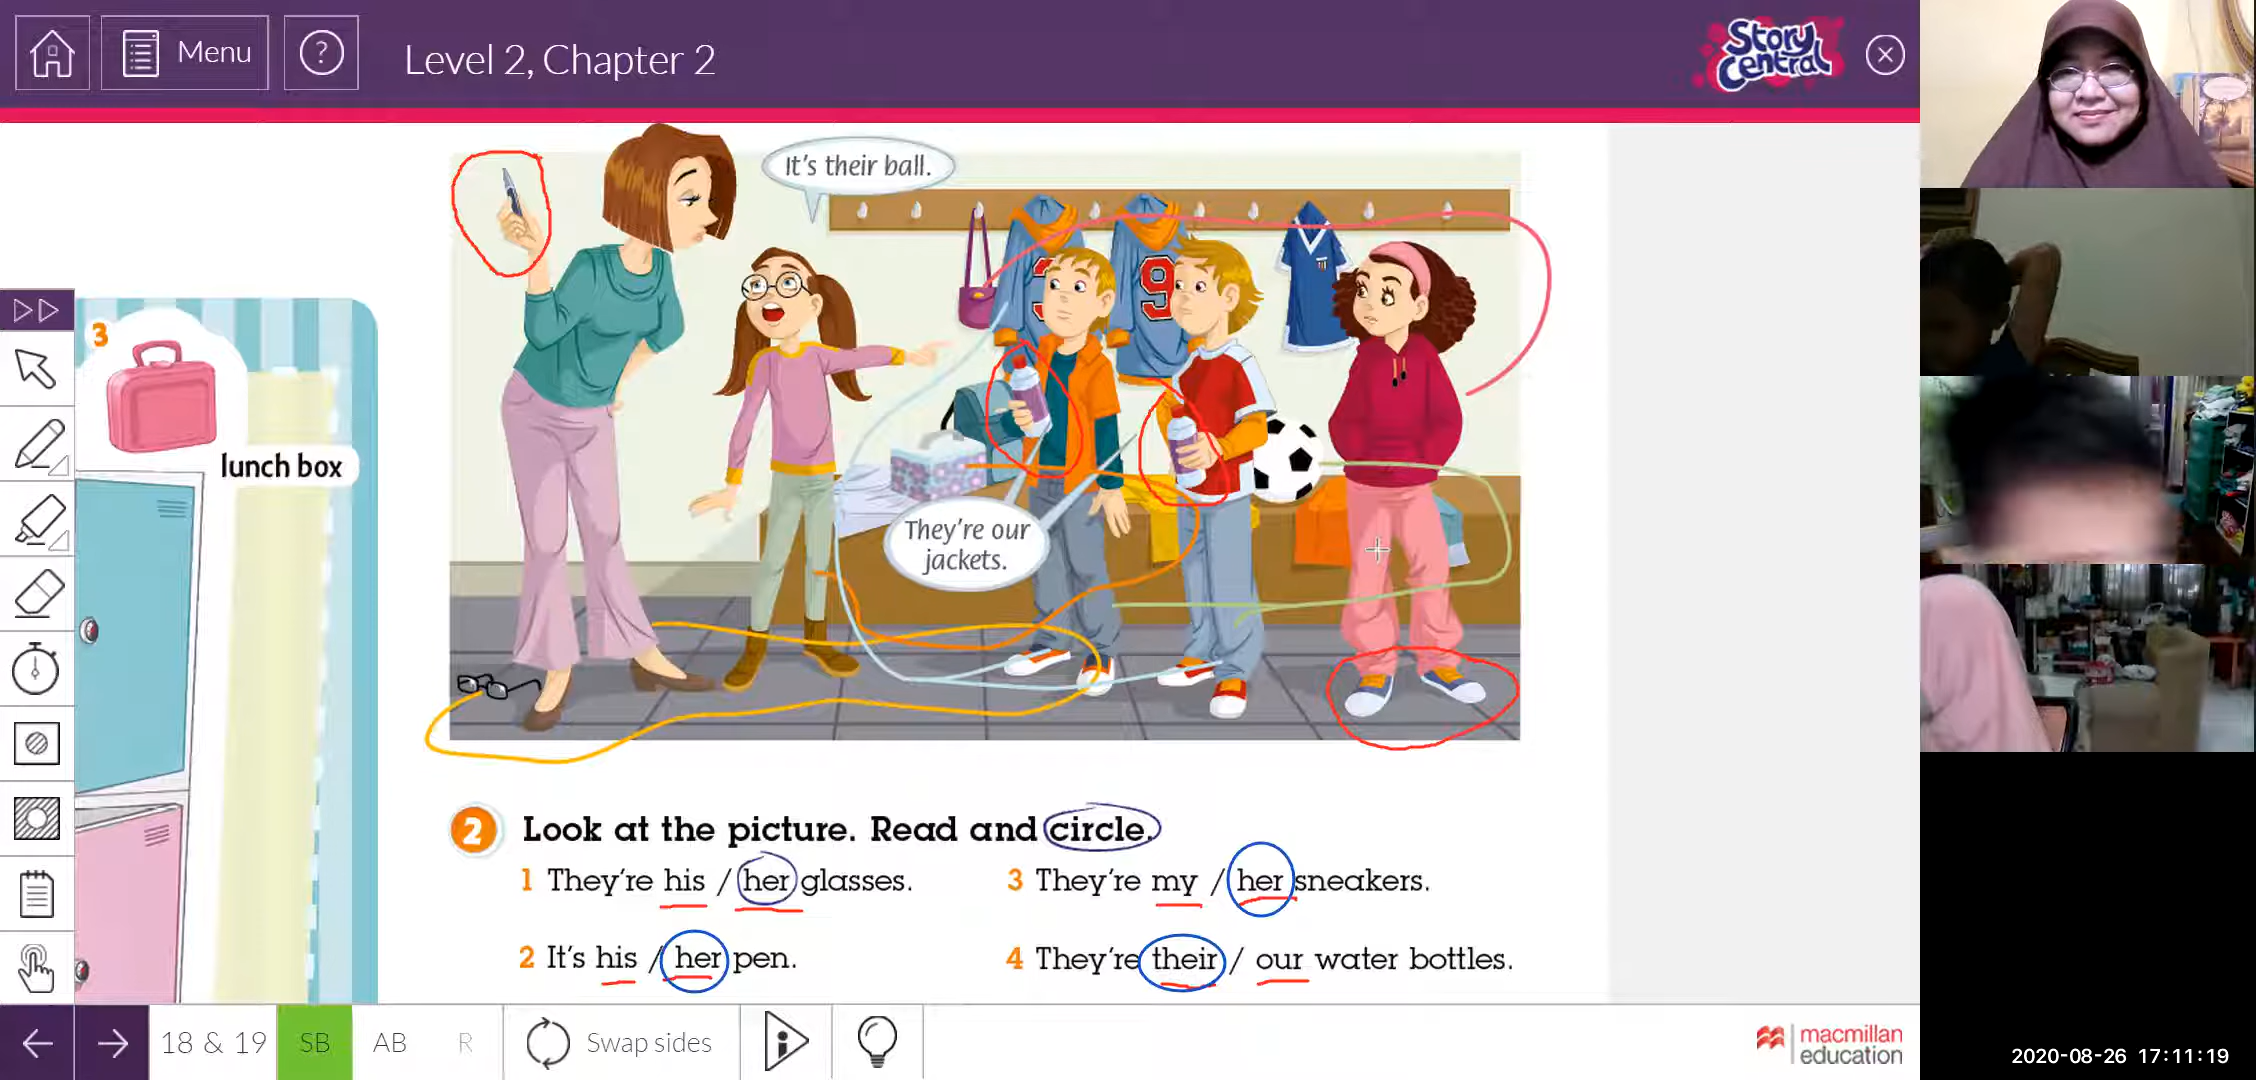 Menu
?
Level 2, Chapter 2
Story Central
It's their ball.
9
3
lunch box
They're our
jackets.
2 Look at the picture. Read and circle.
1 They're his / her glasses.
3 They're my / her sneakers.
2 It's his / her pen.
4 They're their / our water bottles.
18 & 19
SB
AB
R
Swap sides
macmillan
education
2020-08-26 17:11:19